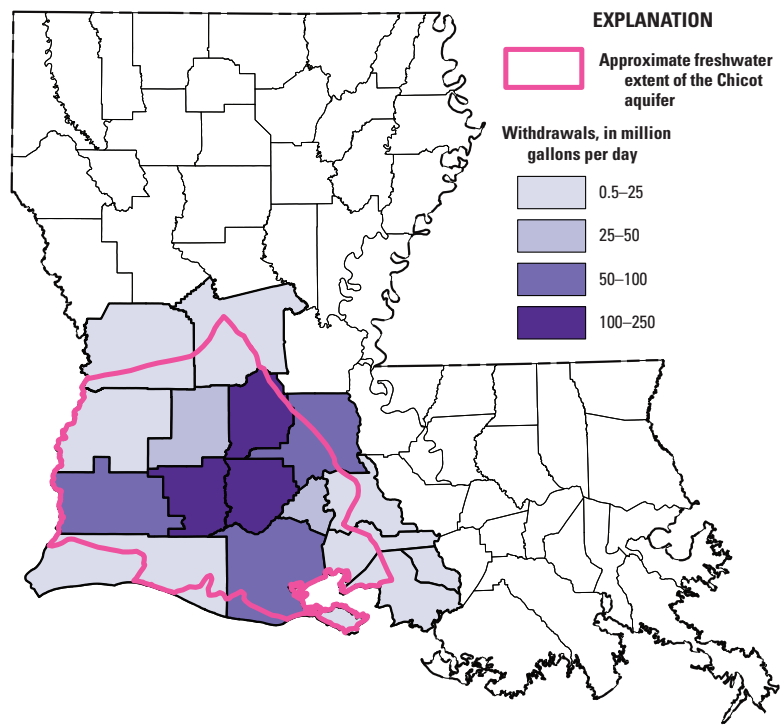 EXPLANATION
Approximate freshwater
extent of the Chicot
aquifer
Withdrawals, in million
gallons per day
0.5–25
25–50
50–100
100–250